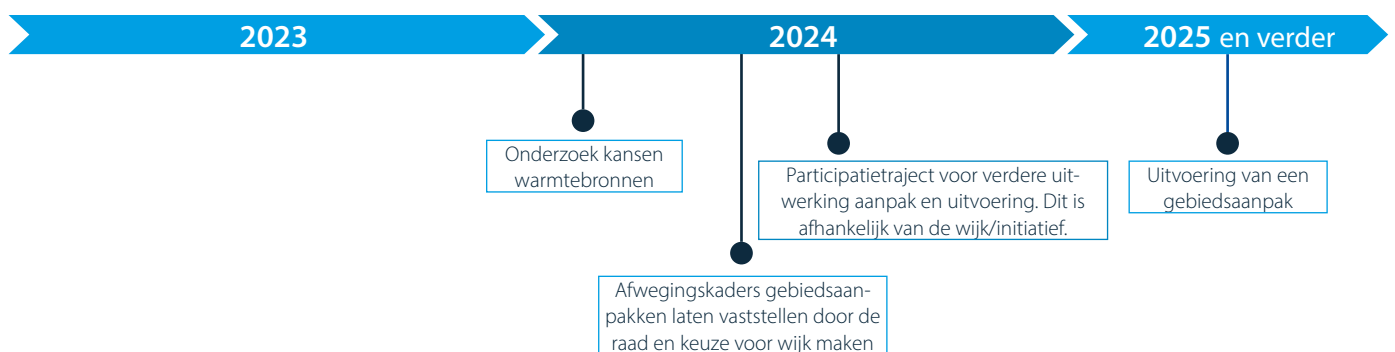 2023
2024
2025 en verder
Onderzoek kansen
warmtebronnen
Afwegingskaders gebiedsaan-
pakken laten vaststellen door de
raad en keuze voor wijk maken
Participatietraject voor verdere uit-
werking aanpak en uitvoering. Dit is
afhankelijk van de wijk/initiatief.
Uitvoering van een
gebiedsaanpak